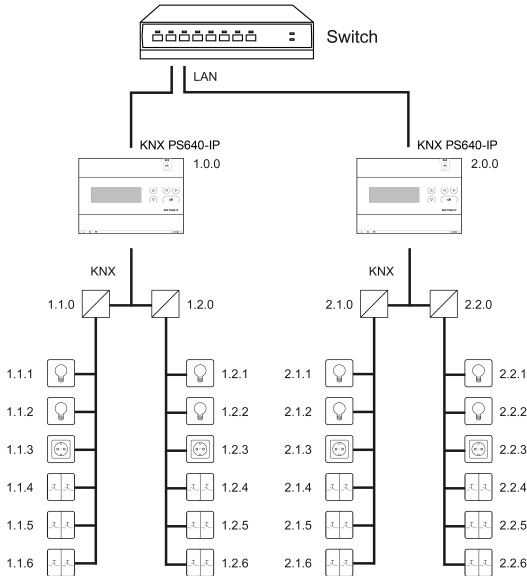 Switch
LAN
KNX PS640-IP KNX PS640-IP
1.0.0 2.0.0
KNX KNX
1.1.0 1.2.0 2.1.0 2.2.0
1.1.1 1.2.1 2.1.1 2.2.1
1.1.2 1.2.2 2.1.2 2.2.2
1.1.3 1.2.3 2.1.3 2.2.3
1.1.4 1.2.4 2.1.4 2.2.4
1.1.5 1.2.5 2.1.5 2.2.5
1.1.6 1.2.6 2.1.6 2.2.6